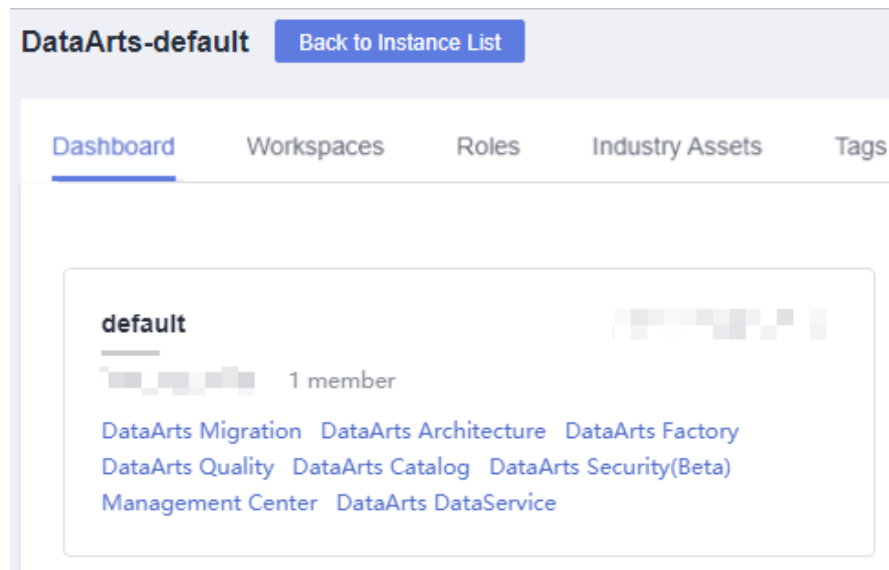 DataArts-default Back to Instance List
Dashboard Workspaces Roles Industry Assets Tags
default
1 member
DataArts Migration DataArts Architecture DataArts Factory
DataArts Quality DataArts Catalog DataArts Security(Beta)
Management Center DataArts DataService